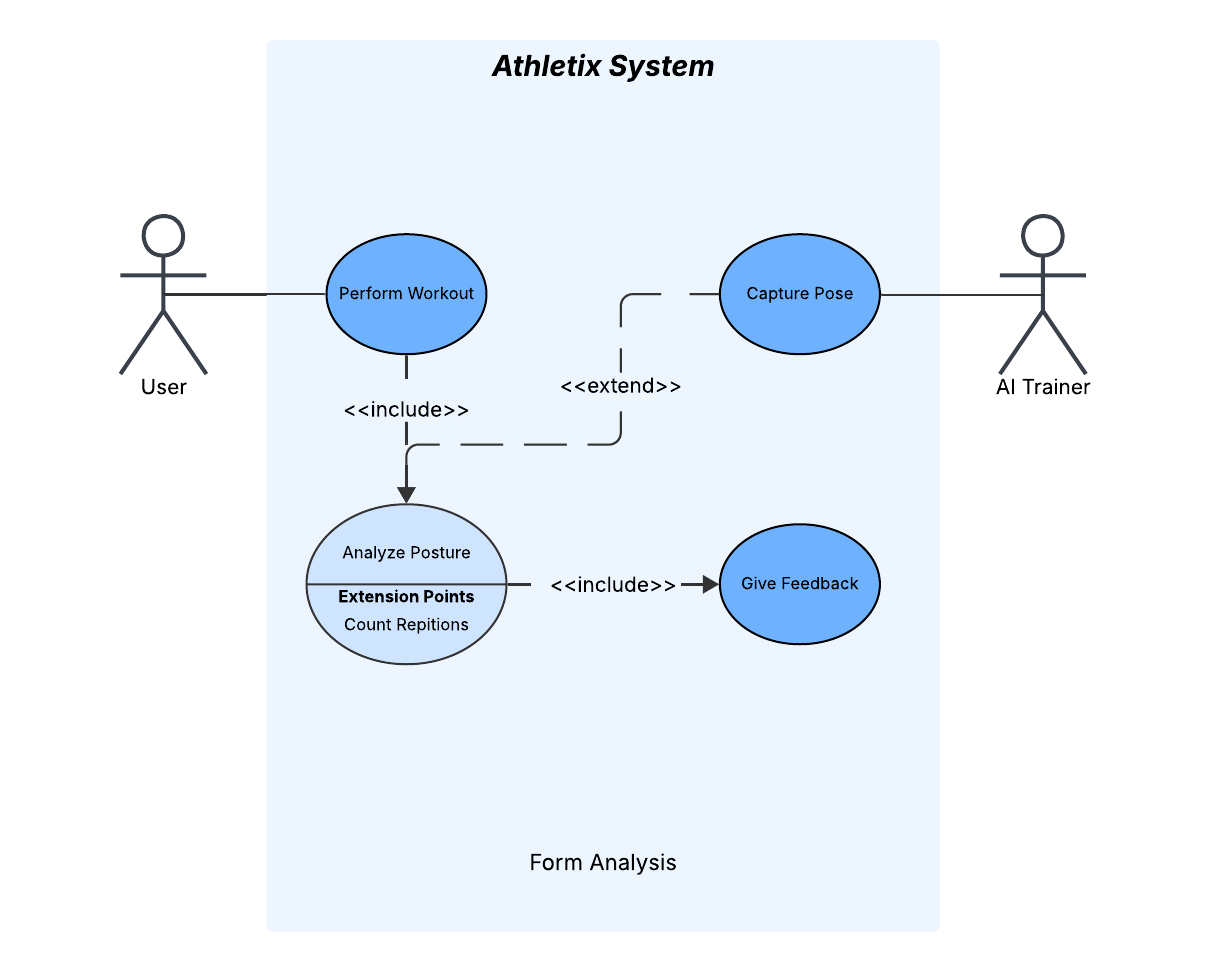 Athletix System
Perform Workout
Capture Pose
<<extend>>
User
AI Trainer
<<include>>
Analyze Posture
Extension Points
Count Repitions
<<include>>
Give Feedback
Form Analysis